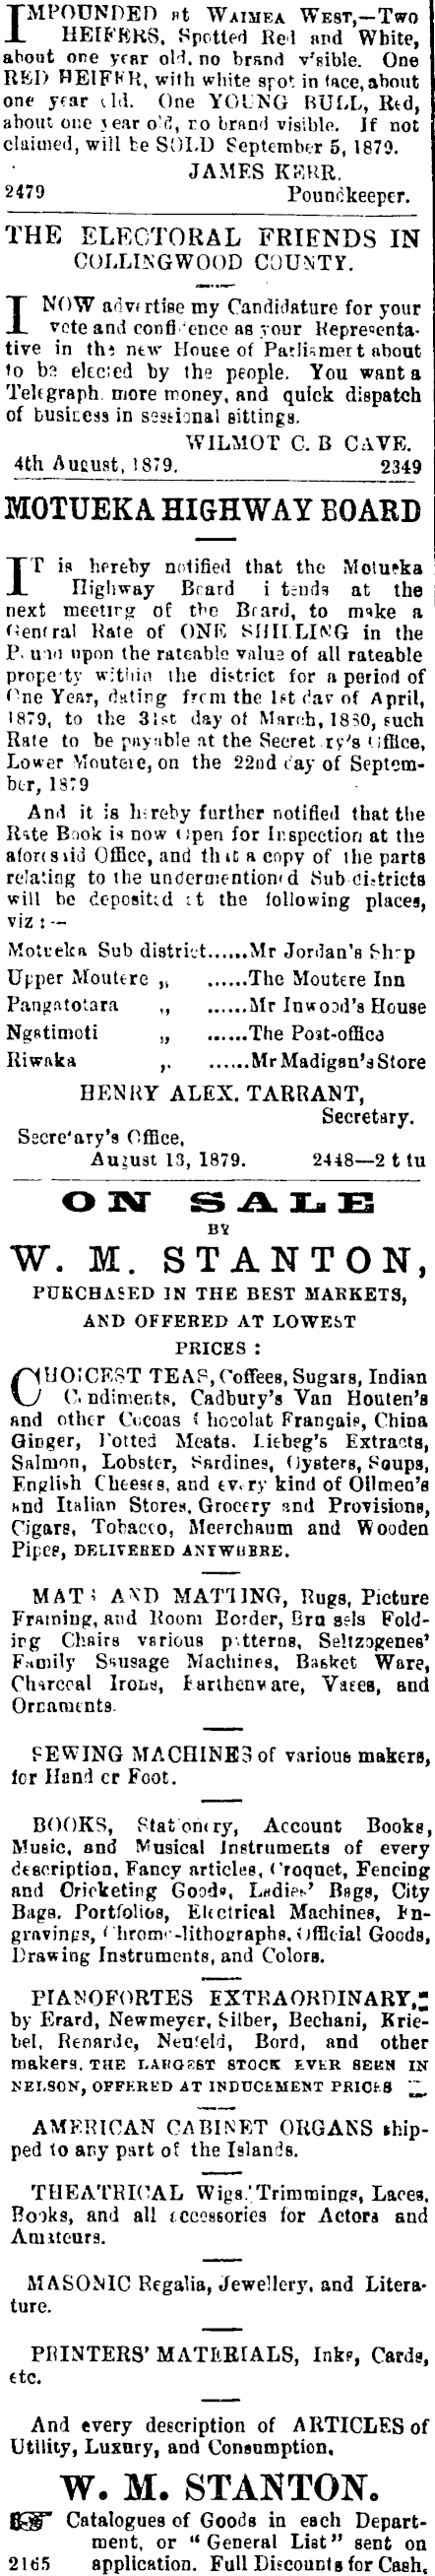 IMPOUNDED at WAIMEA WEST,—Two
HEIFERS, Spotted Red and White,
about one year old, no brand visible. One
RED HEIFER, with white spot in face, about
one year old. One YOUNG BULL, Red,
about one year old, no brand visible. If not
claimed, will be SOLD September 5, 1879.
JAMES KERR.
2479 Poundkeeper.
THE ELECTORAL FRIENDS IN
COLLINGWOOD COUNTY.
I NOW advertise my Candidature for your
vote and confidence as your Representa-
tive in the new House of Parliament about
to be elected by the people. You want a
Telegraph more money, and quick dispatch
of business in sessional sittings.
WILMOT C. B CAVE.
4th August, 1879. 2349
MOTUEKA HIGHWAY BOARD
IT is hereby notified that the Motueka
Highway Board intends at the
next meeting of the Board, to make a
General Rate of ONE SHILLING in the
Pound upon the rateable value of all rateable
property within the district for a period of
One Year, dating from the 1st day of April,
1879, to the 31st day of March, 1880, such
Rate to be payable at the Secretary's Office,
Lower Moutere, on the 22nd day of Septem-
ber, 1879
And it is hereby further notified that the
Rate Book is now Open for Inspection at the
aforesaid Office, and that a copy of the parts
relating to the undermentioned Sub-districts
will be deposited at the following places,
viz :—
Motueka Sub district......Mr Jordan's Shop
Upper Moutere „ ......The Moutere Inn
Pangatotara „ ......Mr Inwood's House
Ngatimoti „ ......The Post-office
Riwaka „ ......Mr Madigan's Store
HENRY ALEX. TARRANT,
Secretary.
Secretary's Office,
August 13, 1879. 2448—2 t tu
ON SALE
BY
W. M. STANTON,
PURCHASED IN THE BEST MARKETS,
AND OFFERED AT LOWEST
PRICES :
CHOICEST TEAS, Coffees, Sugars, Indian
Condiments, Cadbury's Van Houten's
and other Cocoas Chocolat Français, China
Ginger, Potted Meats. Liebeg's Extracts,
Salmon, Lobster, Sardines, Oysters, Soups,
English Cheeses, and every kind of Oilmen's
and Italian Stores, Grocery and Provisions,
Cigars, Tobacco, Meerchaum and Wooden
Pipes, DELIVERED ANYWHERE.
MATS AND MATTING, Rugs, Picture
Framing, and Room Border, Brussels Fold-
ing Chairs various patterns, Seltzogenes'
Family Sausage Machines, Basket Ware,
Charcoal Irons, Earthenware, Vases, and
Ornaments.
SEWING MACHINES of various makers,
for Hand or Foot.
BOOKS, Stationery, Account Books,
Music, and Musical Instruments of every
description, Fancy articles, Croquet, Fencing
and Cricketing Goods, Ladies' Bags, City
Bags. Portfolios, Electrical Machines, En-
gravings, Chromo-lithographs, Official Goods,
Drawing Instruments, and Colors.
PIANOFORTES EXTRAORDINARY,
by Erard, Newmeyer, Silber, Bechani, Krie-
bel, Renarde, Neufeld, Bord, and other
makers, THE LARGEST STOCK EVER SEEN IN
NELSON, OFFERED AT INDUCEMENT PRICES
AMERICAN CABINET ORGANS ship-
ped to any part of the Islands.
THEATRICAL Wigs, Trimmings, Laces,
Books, and all accessories for Actors and
Amateurs.
MASONIC Regalia, Jewellery, and Litera-
ture.
PRINTERS' MATERIALS, Inks, Cards,
etc.
And every description of ARTICLES of
Utility, Luxury, and Consumption,
W. M. STANTON.
☞ Catalogues of Goods in each Depart-
ment, or "General List" sent on
2165 application. Full Discounts for Cash.